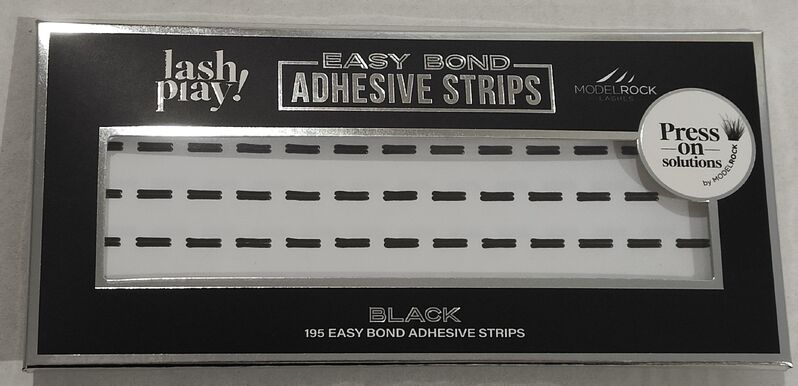 lash
play!
EASY BOND
ADHESIVE STRIPS
MODELROCK
LASHES
Press
on
solutions
by MODELROCK
BLACK
195 EASY BOND ADHESIVE STRIPS